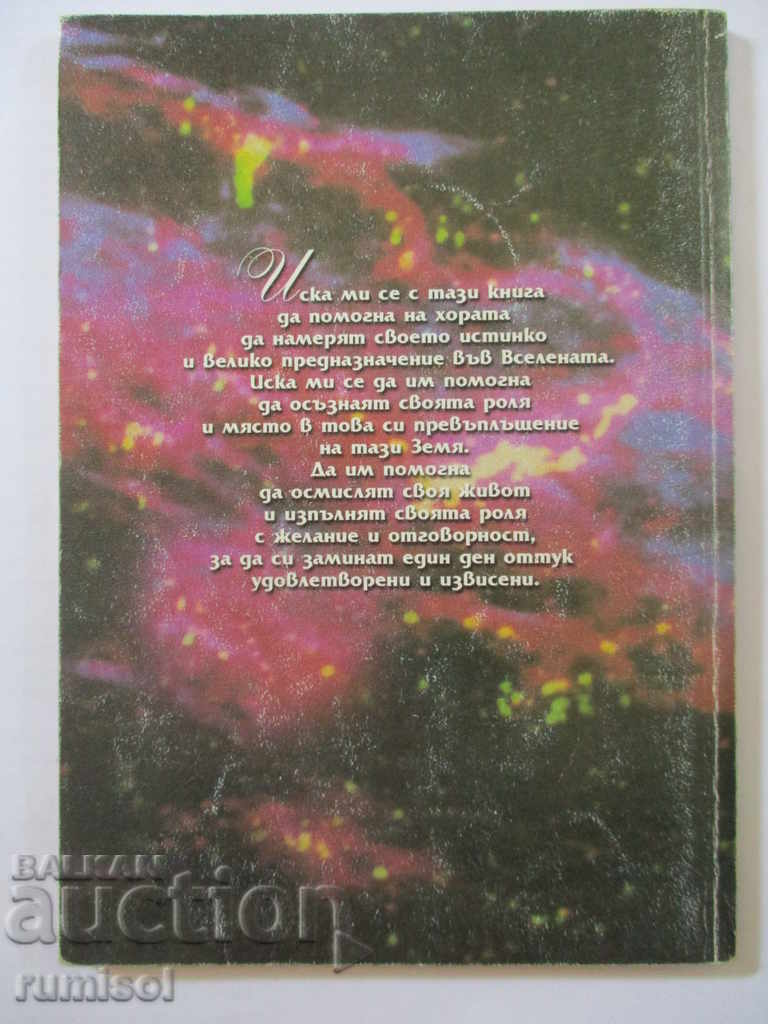 Иска ми се с тази книга
да помогна на хората
да намерят своето истинко
и велико предназначение във Вселената.
Иска ми се да им помогна
да осъзнаят своята роля
и място в това си превъплъщение
на тази Земя.
Да им помогна
да осмислят своя живот
и изпълнят своята роля
с желание и отговорност,
за да си заминат един ден оттук
удовлетворени и извисени.
BALKAN
auction
rumisol